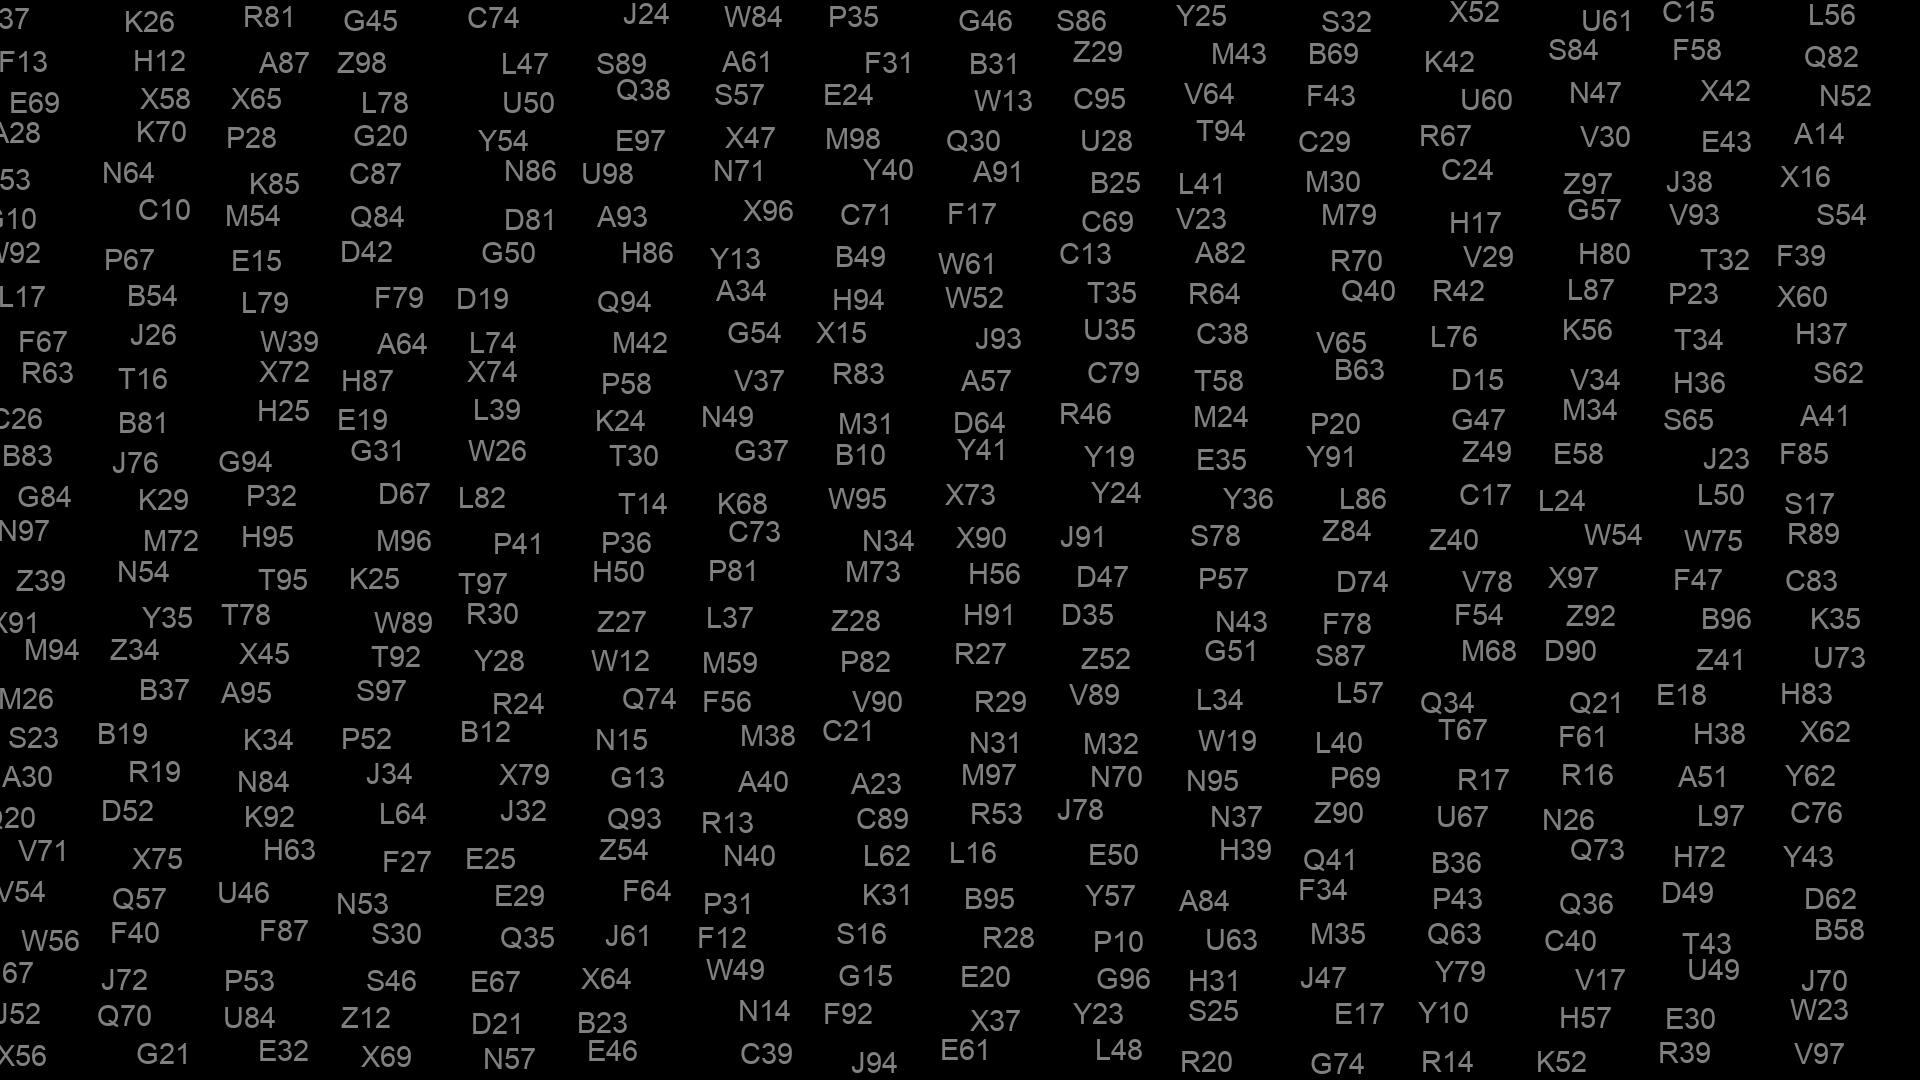 37 K26 R81 G45 C74 J24 W84 P35 G46 S86 Y25 S32 X52 U61 C15 L56
F13 H12 A87 Z98 L47 S89 A61 F31 B31 Z29 M43 B69 K42 S84 F58 Q82
E69 X58 X65 L78 U50 Q38 S57 E24 W13 C95 V64 F43 U60 N47 X42 N52
A28 K70 P28 G20 Y54 E97 X47 M98 Q30 U28 T94 C29 R67 V30 E43 A14
53 N64 K85 C87 N86 U98 N71 Y40 A91 B25 L41 M30 C24 Z97 J38 X16
G10 C10 M54 Q84 D81 A93 X96 C71 F17 C69 V23 M79 H17 G57 V93 S54
W92 P67 E15 D42 G50 H86 Y13 B49 W61 C13 A82 R70 V29 H80 T32 F39
L17 B54 L79 F79 D19 Q94 A34 H94 W52 T35 R64 Q40 R42 L87 P23 X60
F67 J26 W39 A64 L74 M42 G54 X15 J93 U35 C38 V65 L76 K56 T34 H37
R63 T16 X72 H87 X74 P58 V37 R83 A57 C79 T58 B63 D15 V34 H36 S62
C26 B81 H25 E19 L39 K24 N49 M31 D64 R46 M24 P20 G47 M34 S65 A41
B83 J76 G94 G31 W26 T30 G37 B10 Y41 Y19 E35 Y91 Z49 E58 J23 F85
G84 K29 P32 D67 L82 T14 K68 W95 X73 Y24 Y36 L86 C17 L24 L50 S17
N97 M72 H95 M96 P41 P36 C73 N34 X90 J91 S78 Z84 Z40 W54 W75 R89
Z39 N54 T95 K25 T97 H50 P81 M73 H56 D47 P57 D74 V78 X97 F47 C83
X91 Y35 T78 W89 R30 Z27 L37 Z28 H91 D35 N43 F78 F54 Z92 B96 K35
M94 Z34 X45 T92 Y28 W12 M59 P82 R27 Z52 G51 S87 M68 D90 Z41 U73
M26 B37 A95 S97 R24 Q74 F56 V90 R29 V89 L34 L57 Q34 Q21 E18 H83
S23 B19 K34 P52 B12 N15 M38 C21 N31 M32 W19 L40 T67 F61 H38 X62
A30 R19 N84 J34 X79 G13 A40 A23 M97 N70 N95 P69 R17 R16 A51 Y62
Q20 D52 K92 L64 J32 Q93 R13 C89 R53 J78 N37 Z90 U67 N26 L97 C76
V71 X75 H63 F27 E25 Z54 N40 L62 L16 E50 H39 Q41 B36 Q73 H72 Y43
V54 Q57 U46 N53 E29 F64 P31 K31 B95 Y57 A84 F34 P43 Q36 D49 D62
W56 F40 F87 S30 Q35 J61 F12 S16 R28 P10 U63 M35 Q63 C40 T43 B58
67 J72 P53 S46 E67 X64 W49 G15 E20 G96 H31 J47 Y79 V17 U49 J70
J52 Q70 U84 Z12 D21 B23 N14 F92 X37 Y23 S25 E17 Y10 H57 E30 W23
X56 G21 E32 X69 N57 E46 C39 J94 E61 L48 R20 G74 R14 K52 R39 V97